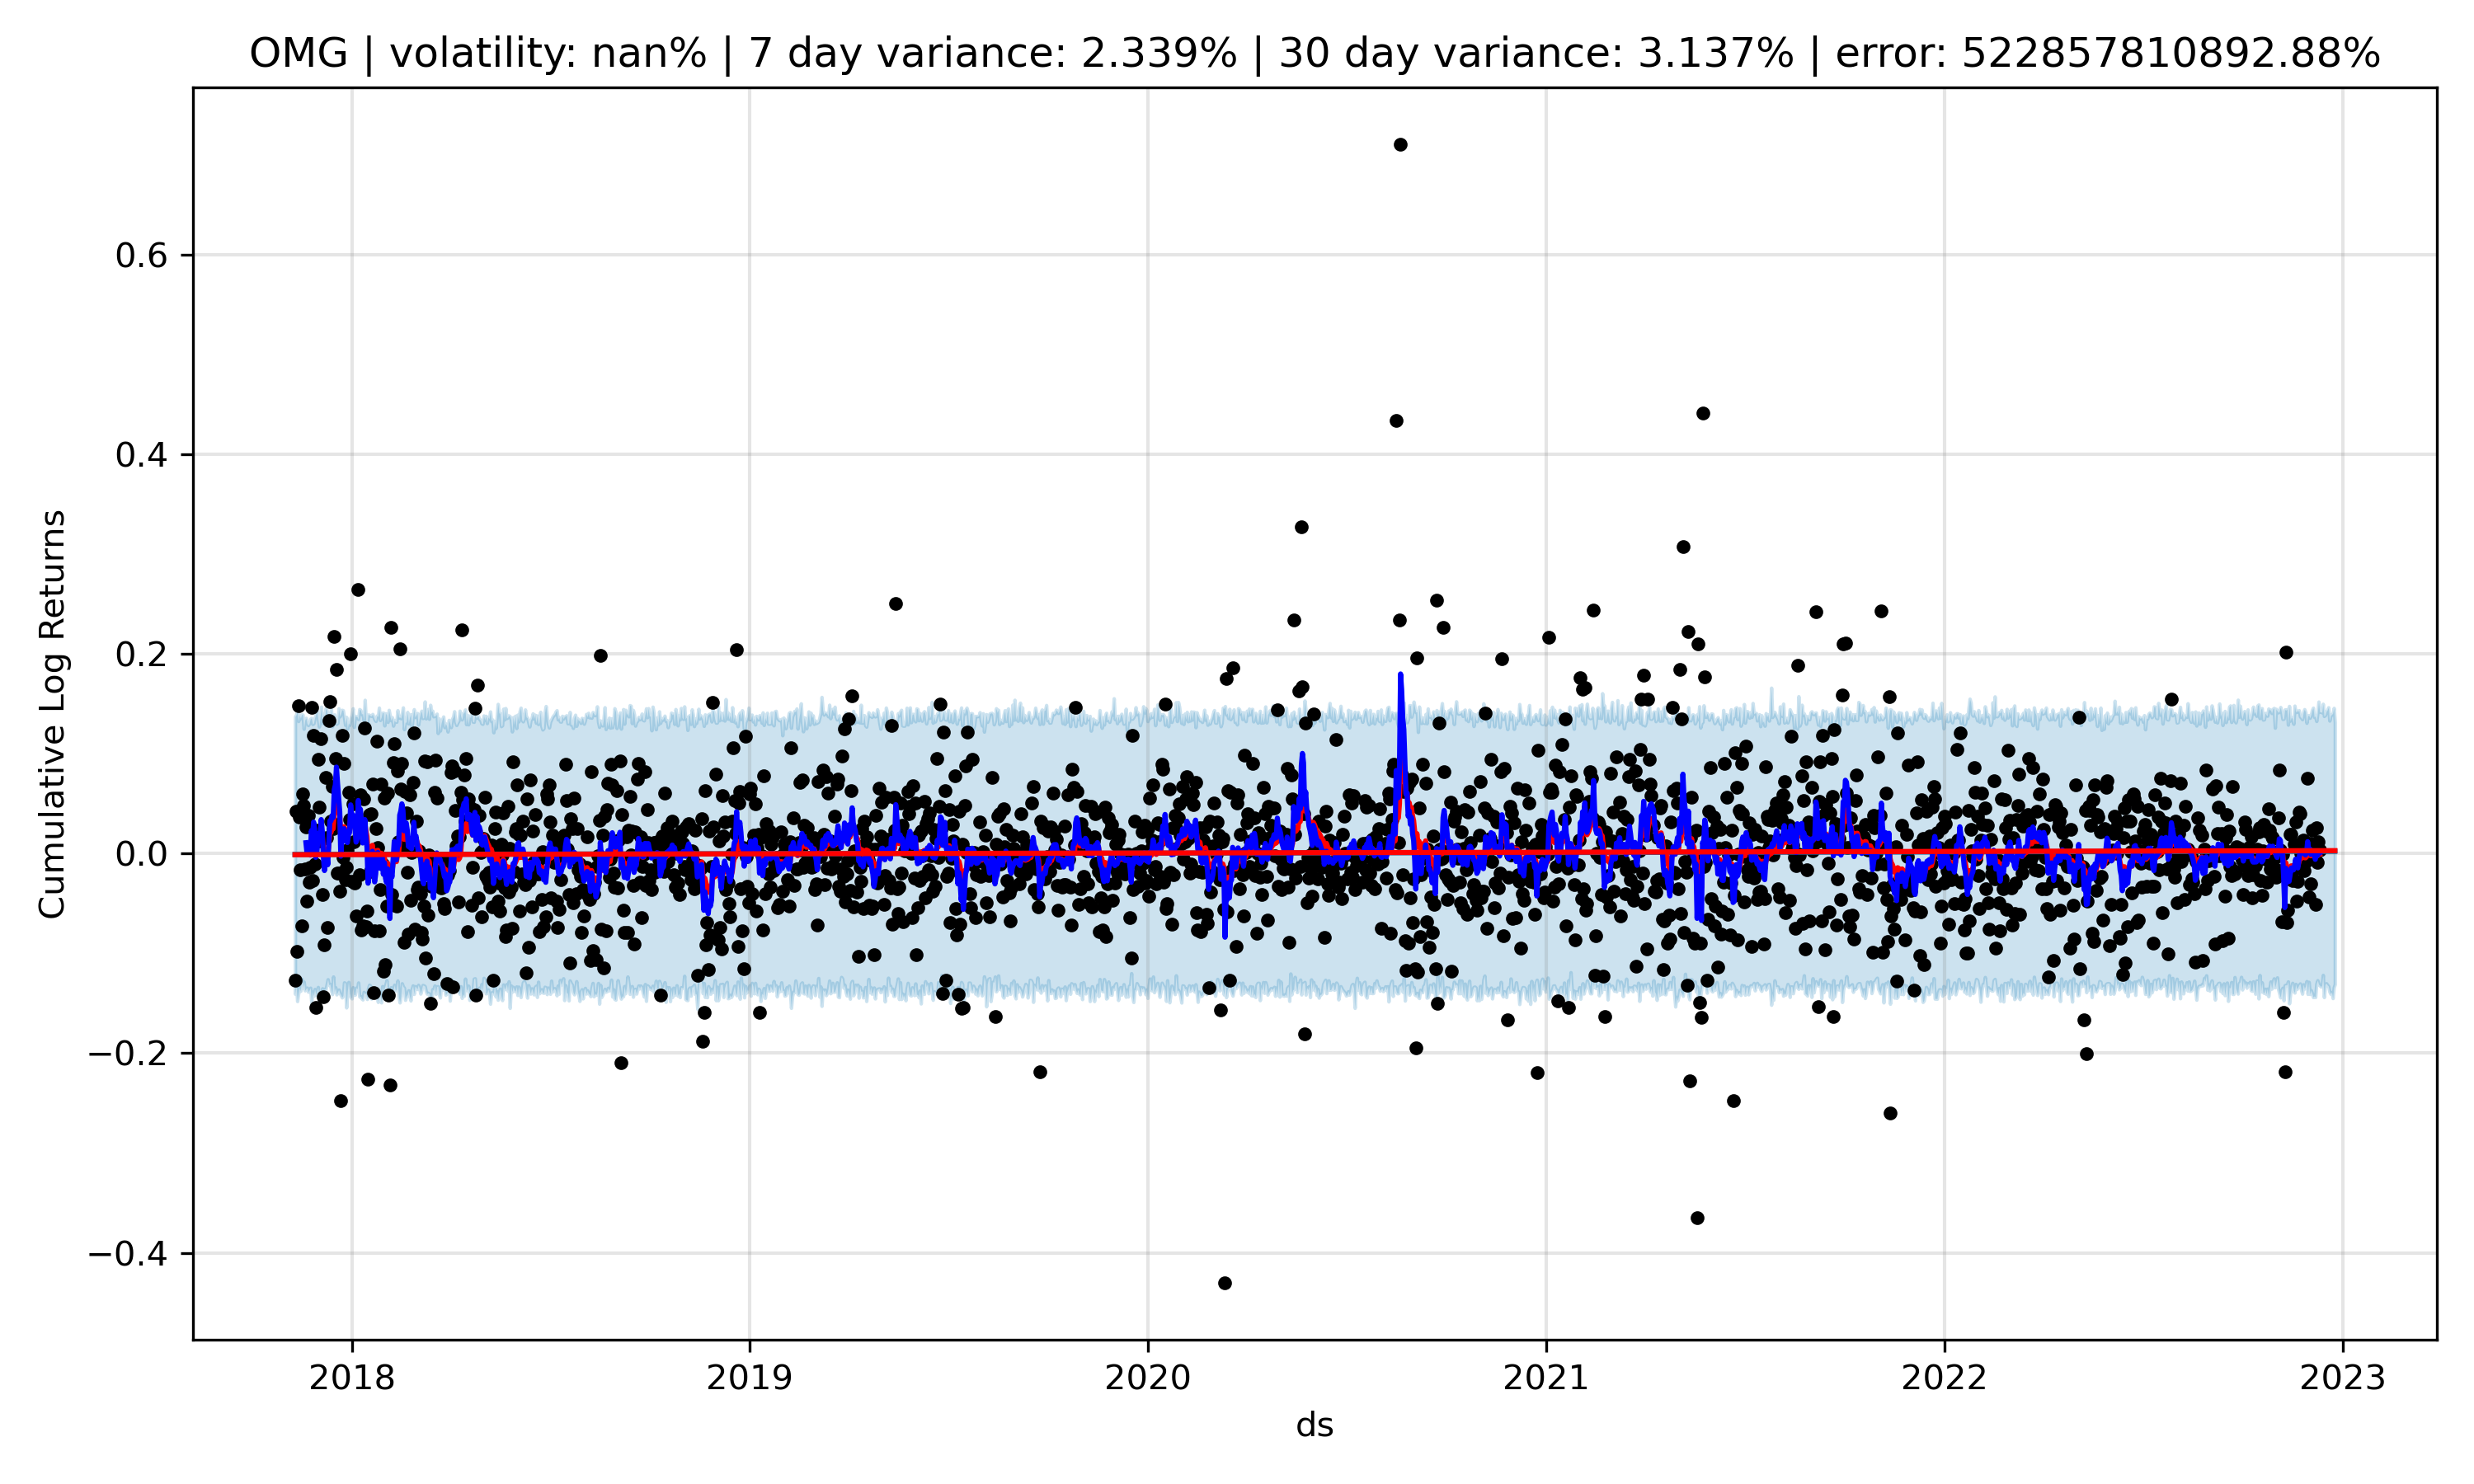 OMG | volatility: nan% | 7 day variance: 2.339% | 30 day variance: 3.137% | error: 522857810892.88%
Cumulative Log Returns
0.6
0.4
0.2
0.0
−0.2
−0.4
2018 2019 2020 2021 2022 2023
ds